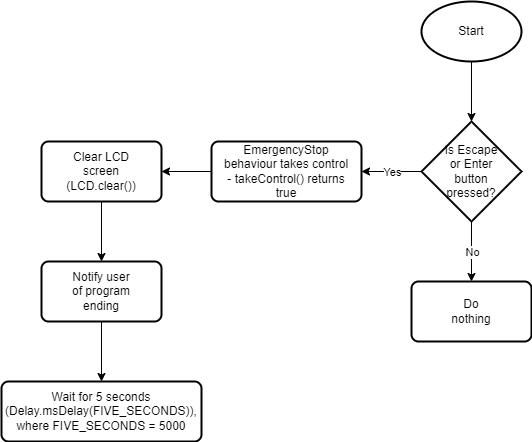 Start
Is Escape
or Enter
button
pressed?
Yes
EmergencyStop
behaviour takes control
- takeControl() returns
true
Clear LCD
screen
(LCD.clear())
No
Notify user
of program
ending
Do
nothing
Wait for 5 seconds
(Delay.msDelay(FIVE_SECONDS)),
where FIVE_SECONDS = 5000